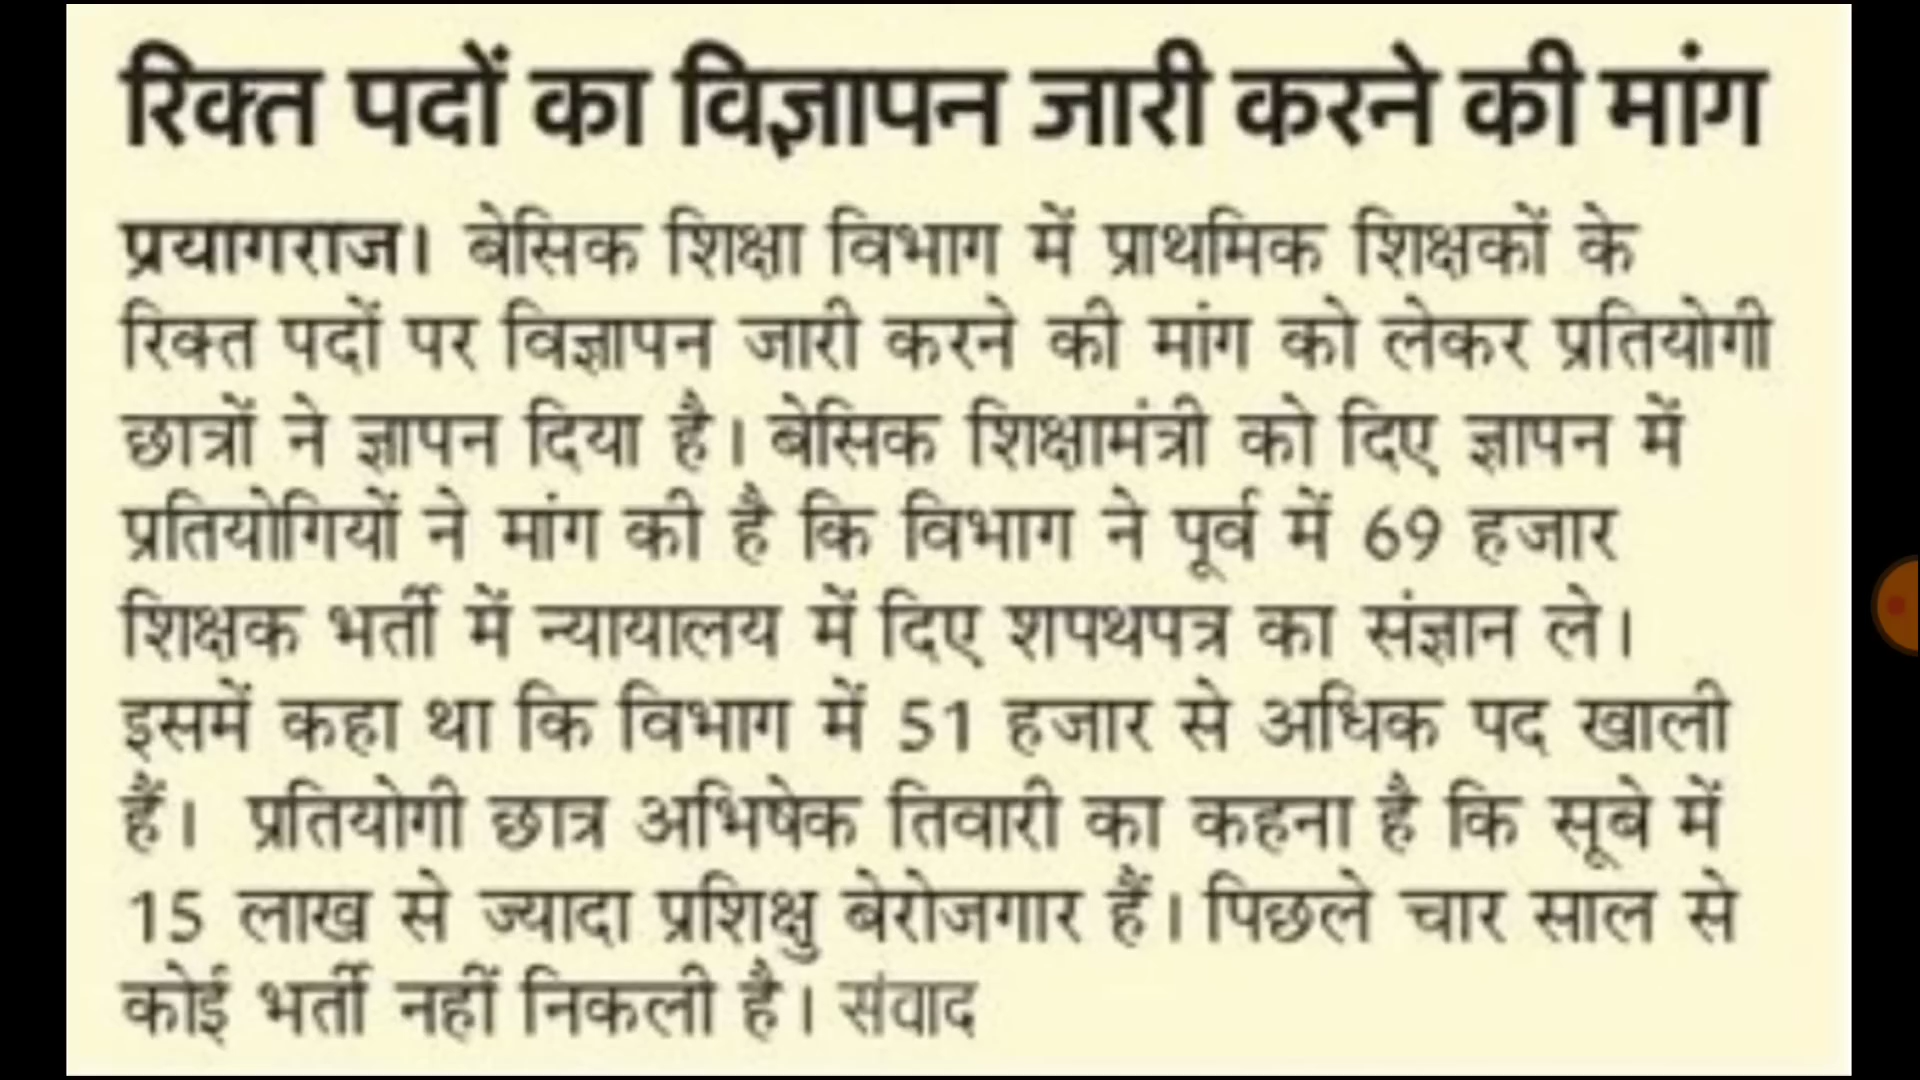 रिक्त पदों का विज्ञापन जारी करने की मांग
प्रयागराज। बेसिक शिक्षा विभाग में प्राथमिक शिक्षकों के
रिक्त पदों पर विज्ञापन जारी करने की मांग को लेकर प्रतियोगी
छात्रों ने ज्ञापन दिया है। बेसिक शिक्षामंत्री को दिए ज्ञापन में
प्रतियोगियों ने मांग की है कि विभाग ने पूर्व में 69 हजार
शिक्षक भर्ती में न्यायालय में दिए शपथपत्र का संज्ञान ले।
इसमें कहा था कि विभाग में 51 हजार से अधिक पद खाली
हैं। प्रतियोगी छात्र अभिषेक तिवारी का कहना है कि सूबे में
15 लाख से ज्यादा प्रशिक्षु बेरोजगार हैं। पिछले चार साल से
कोई भर्ती नहीं निकली है। संवाद